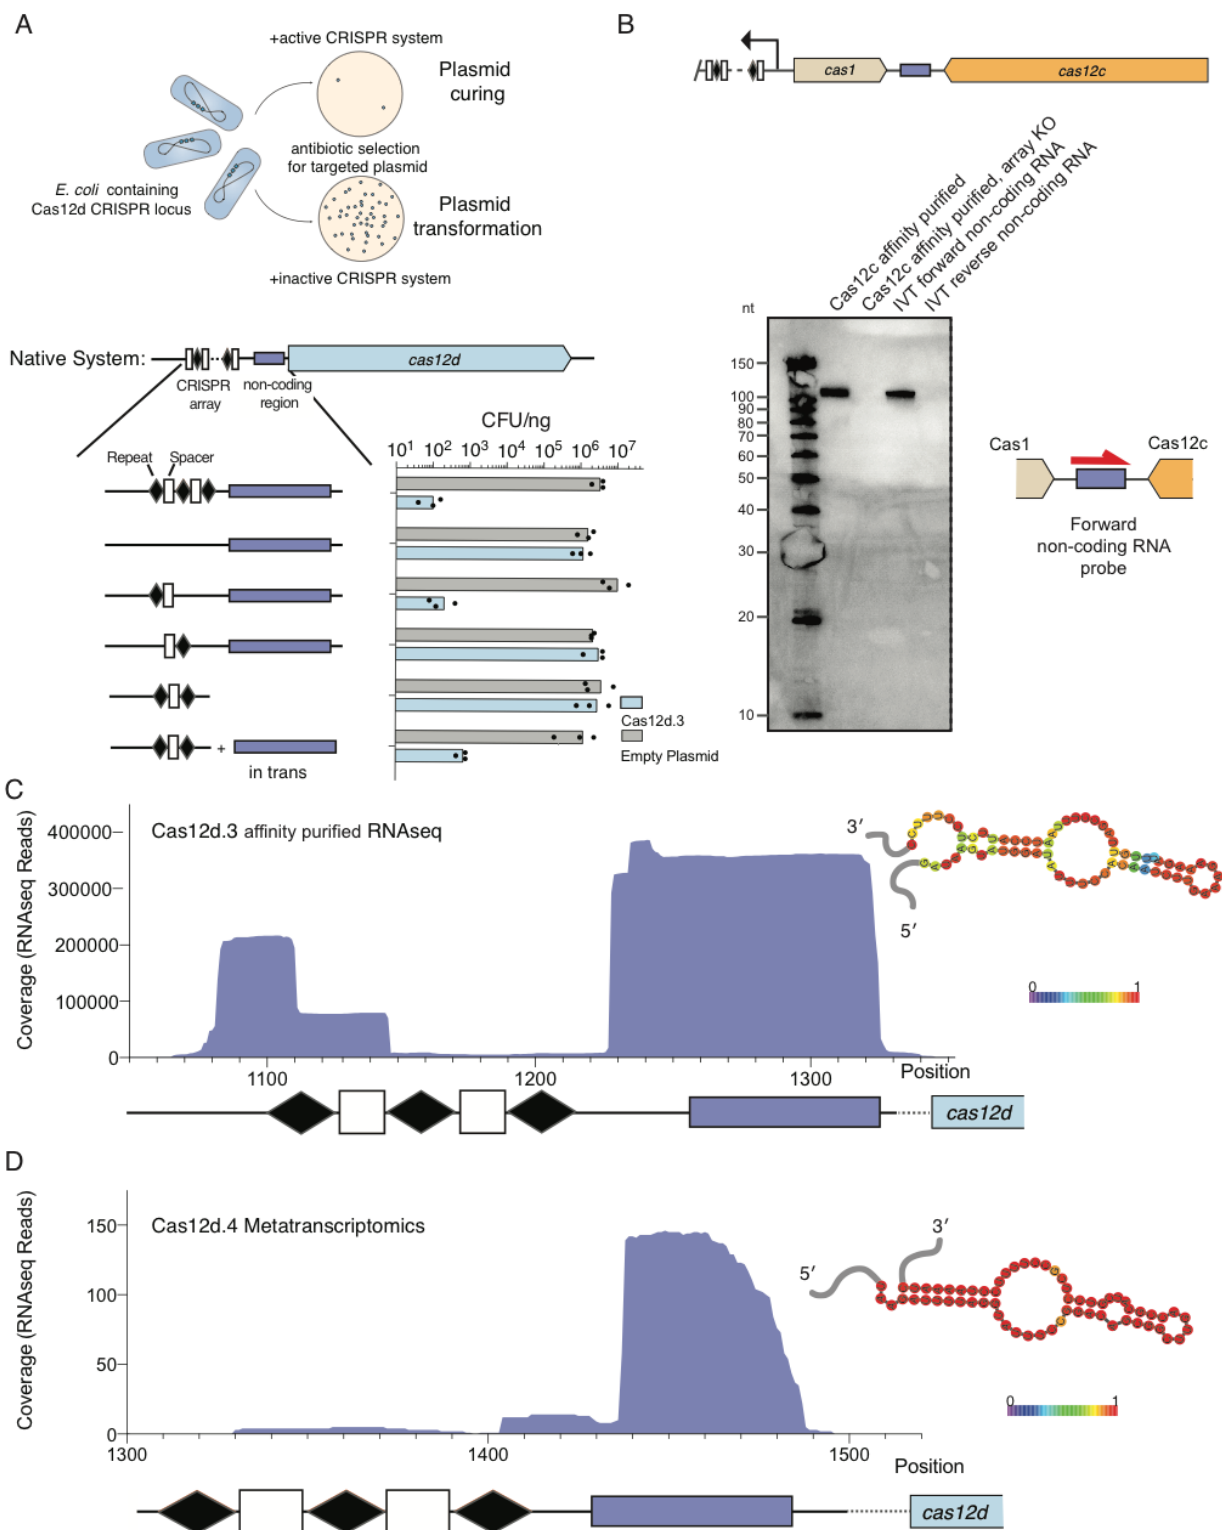 A
+active CRISPR system
Plasmid
curing
antibiotic selection
for targeted plasmid
E. coli containing
Cas12d CRISPR locus
Plasmid
transformation
+inactive CRISPR system
Native System:
cas12d
CRISPR
array
non-coding
region
CFU/ng
10¹ 10² 10³ 10⁴ 10⁵ 10⁶ 10⁷
Repeat
Spacer
Cas12d.3
Empty Plasmid
+
in trans
B
cas1
cas12c
Cas12c affinity purified
Cas12c affinity purified, array KO
IVT forward non-coding RNA
IVT reverse non-coding RNA
nt
150
100
90
80
70
60
50
40
30
20
10
Cas1
Cas12c
Forward
non-coding RNA
probe
C
Cas12d.3 affinity purified RNAseq
Coverage (RNAseq Reads)
400000
300000
200000
100000
0
1100
1200
1300
Position
3′
5′
0 1
cas12d
D
Cas12d.4 Metatranscriptomics
Coverage (RNAseq Reads)
150
100
50
0
1300
1400
1500
Position
3′
5′
0 1
cas12d